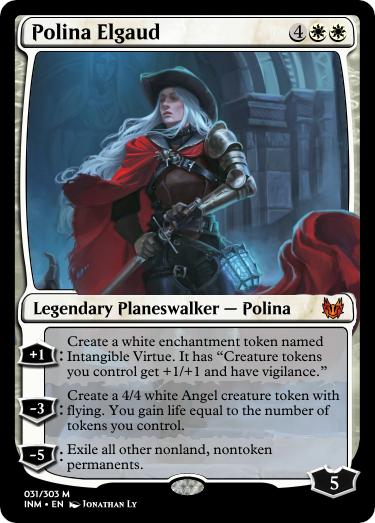 Polina Elgaud 4
Legendary Planeswalker — Polina
+1: Create a white enchantment token named
Intangible Virtue. It has “Creature tokens
you control get +1/+1 and have vigilance.”
-3: Create a 4/4 white Angel creature token with
flying. You gain life equal to the number of
tokens you control.
-5: Exile all other nonland, nontoken
permanents.
5
031/303 M
INM • EN Jonathan Ly